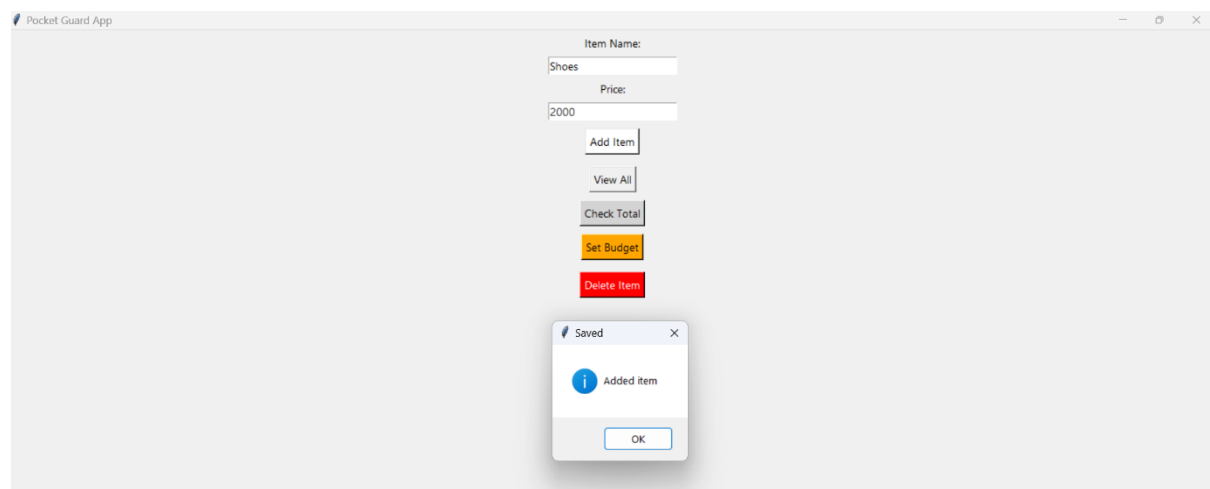 Pocket Guard App
Item Name:
Shoes
Price:
2000
Add Item
View All
Check Total
Set Budget
Delete Item
Saved
Added item
OK